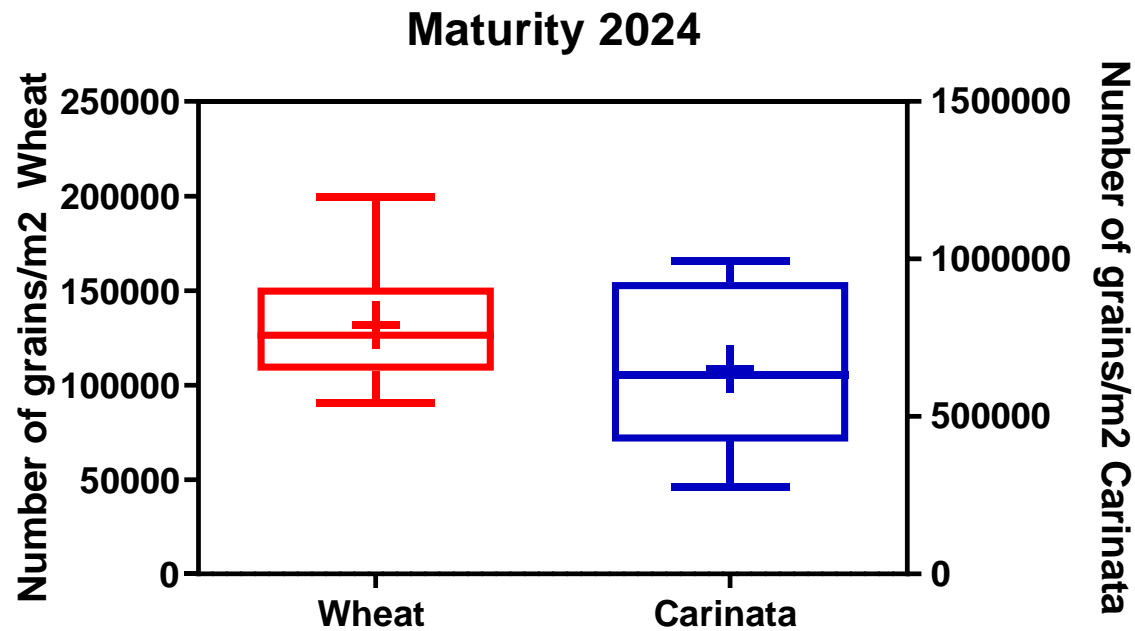 Maturity 2024
Number of grains/m2 Wheat
250000
200000
150000
100000
50000
0
1500000
1000000
500000
0
Number of grains/m2 Carinata
Wheat
Carinata